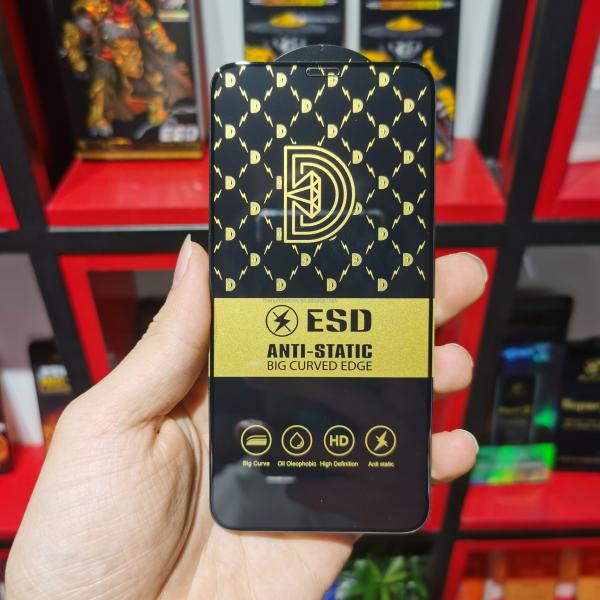 D
ESD
ANTI-STATIC
BIG CURVED EDGE
HD
Big Curve Oil Oleophobic High Definition Anti static